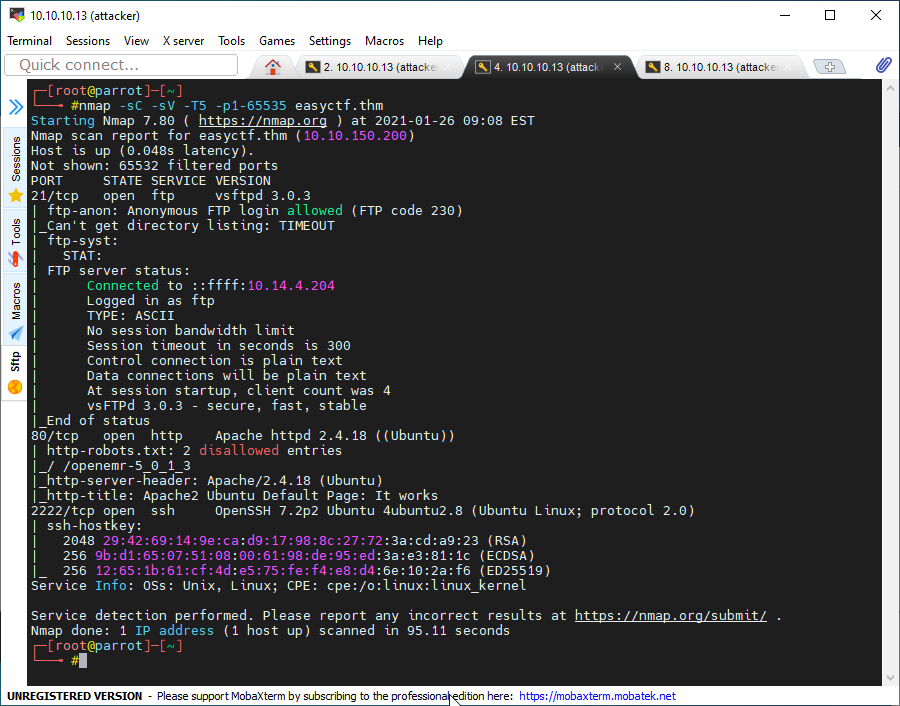 10.10.10.13 (attacker)
Terminal Sessions View X server Tools Games Settings Macros Help
Quick connect...
2. 10.10.10.13 (attacke
4. 10.10.10.13 (attack
8. 10.10.10.13 (attacke
Sessions
Tools
Macros
Sftp
┌─[root@parrot]─[~]
└──╼ #nmap -sC -sV -T5 -p1-65535 easyctf.thm
Starting Nmap 7.80 ( https://nmap.org ) at 2021-01-26 09:08 EST
Nmap scan report for easyctf.thm (10.10.150.200)
Host is up (0.048s latency).
Not shown: 65532 filtered ports
PORT     STATE SERVICE VERSION
21/tcp   open  ftp     vsftpd 3.0.3
| ftp-anon: Anonymous FTP login allowed (FTP code 230)
|_Can't get directory listing: TIMEOUT
| ftp-syst:
|   STAT:
| FTP server status:
|      Connected to ::ffff:10.14.4.204
|      Logged in as ftp
|      TYPE: ASCII
|      No session bandwidth limit
|      Session timeout in seconds is 300
|      Control connection is plain text
|      Data connections will be plain text
|      At session startup, client count was 4
|      vsFTPd 3.0.3 - secure, fast, stable
|_End of status
80/tcp   open  http    Apache httpd 2.4.18 ((Ubuntu))
| http-robots.txt: 2 disallowed entries
|_/ /openemr-5_0_1_3
|_http-server-header: Apache/2.4.18 (Ubuntu)
|_http-title: Apache2 Ubuntu Default Page: It works
2222/tcp open  ssh     OpenSSH 7.2p2 Ubuntu 4ubuntu2.8 (Ubuntu Linux; protocol 2.0)
| ssh-hostkey:
|   2048 29:42:69:14:9e:ca:d9:17:98:8c:27:72:3a:cd:a9:23 (RSA)
|   256 9b:d1:65:07:51:08:00:61:98:de:95:ed:3a:e3:81:1c (ECDSA)
|_  256 12:65:1b:61:cf:4d:e5:75:fe:f4:e8:d4:6e:10:2a:f6 (ED25519)
Service Info: OSs: Unix, Linux; CPE: cpe:/o:linux:linux_kernel
Service detection performed. Please report any incorrect results at https://nmap.org/submit/ .
Nmap done: 1 IP address (1 host up) scanned in 95.11 seconds
┌─[root@parrot]─[~]
└──╼ #
UNREGISTERED VERSION - Please support MobaXterm by subscribing to the professional edition here: https://mobaxterm.mobatek.net